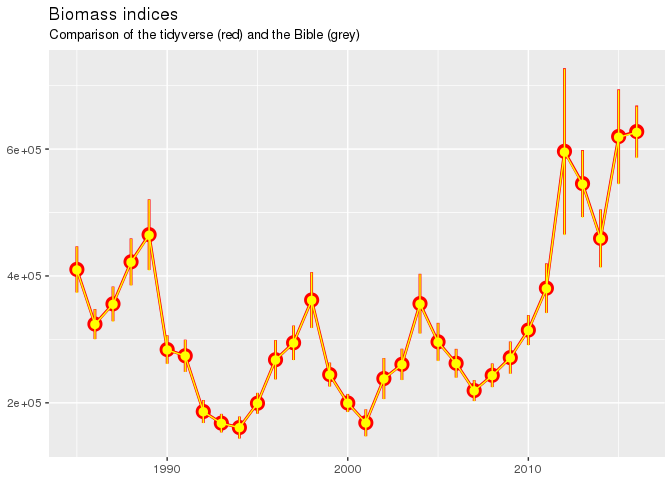 Biomass indices
Comparison of the tidyverse (red) and the Bible (grey)
6e+05
4e+05
2e+05
1990
2000
2010